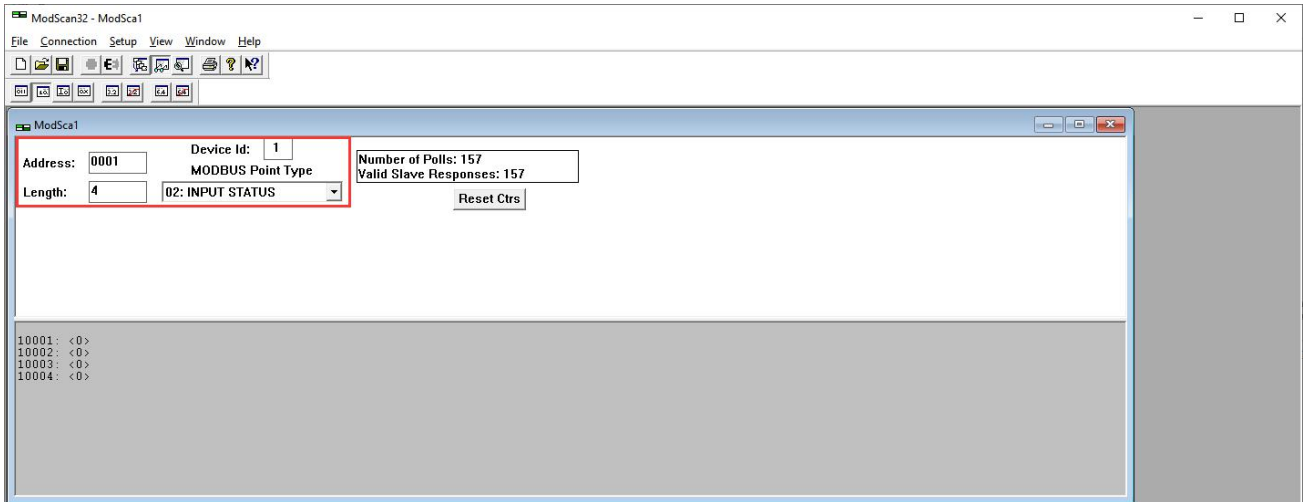 ModScan32 - ModSca1
File Connection Setup View Window Help
ModSca1
Address: 0001
Device Id: 1
MODBUS Point Type
Length: 4
02: INPUT STATUS
Number of Polls: 157
Valid Slave Responses: 157
Reset Ctrs
10001: <0>
10002: <0>
10003: <0>
10004: <0>